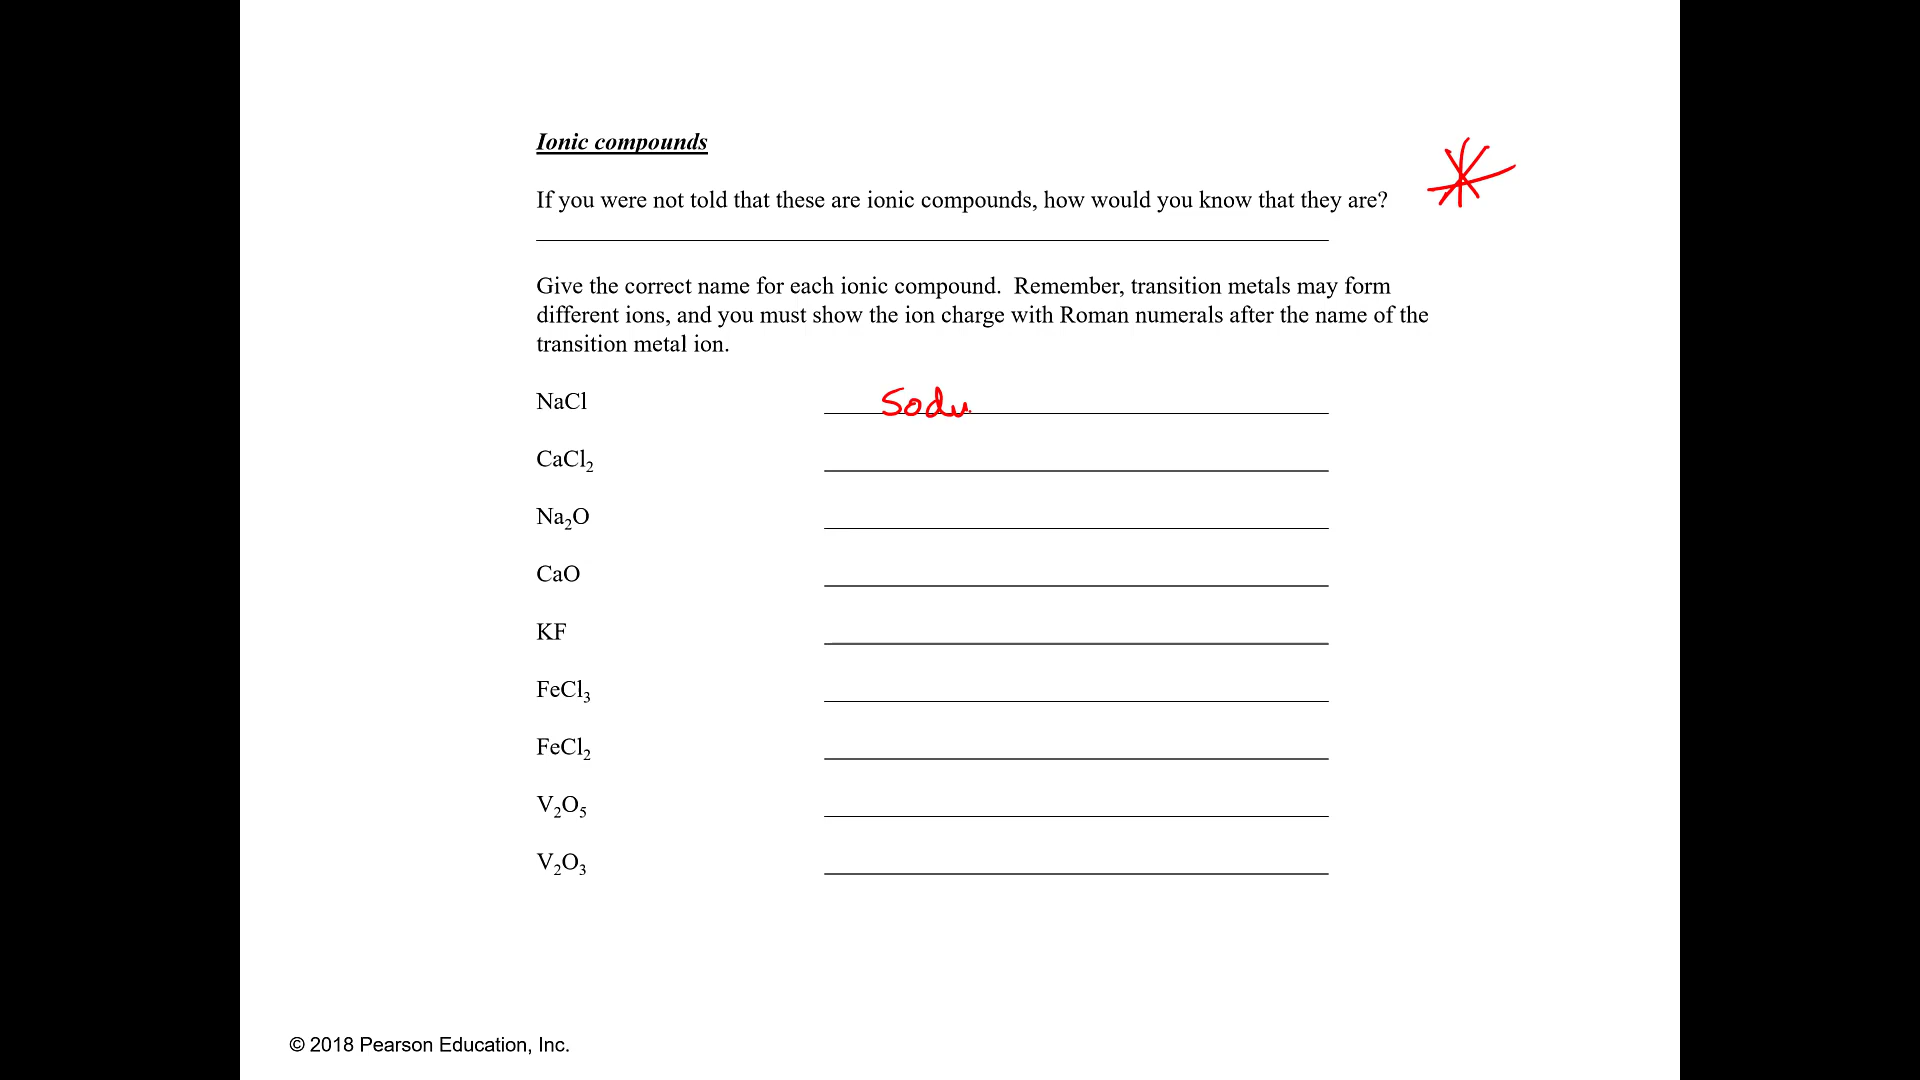 Ionic compounds
If you were not told that these are ionic compounds, how would you know that they are?
Give the correct name for each ionic compound.  Remember, transition metals may form
different ions, and you must show the ion charge with Roman numerals after the name of the
transition metal ion.
NaCl Sodu
CaCl₂
Na₂O
CaO
KF
FeCl₃
FeCl₂
V₂O₅
V₂O₃
© 2018 Pearson Education, Inc.